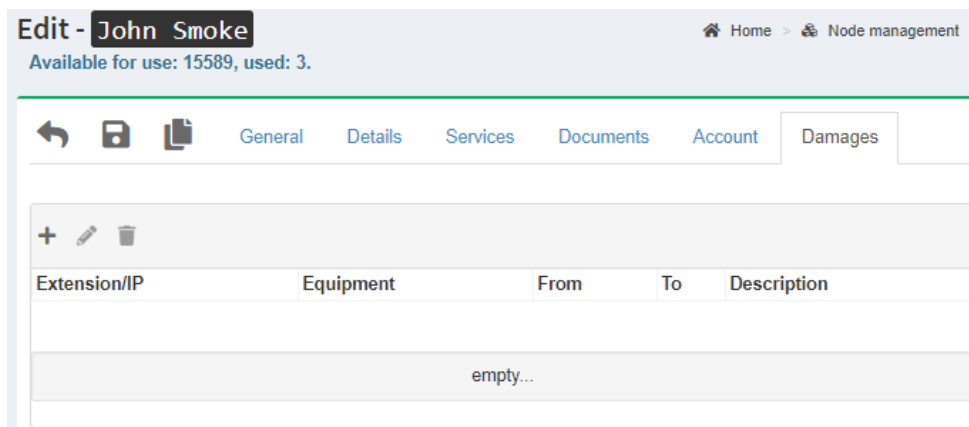 Edit - John Smoke
Home > Node management
Available for use: 15589, used: 3.
General Details Services Documents Account Damages
Extension/IP Equipment From To Description
empty...